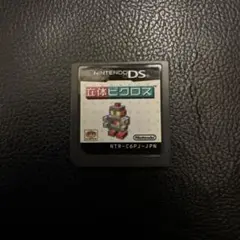 NINTENDO DS
立体ピクロス
Nintendo
NTR-C6PJ-JPN